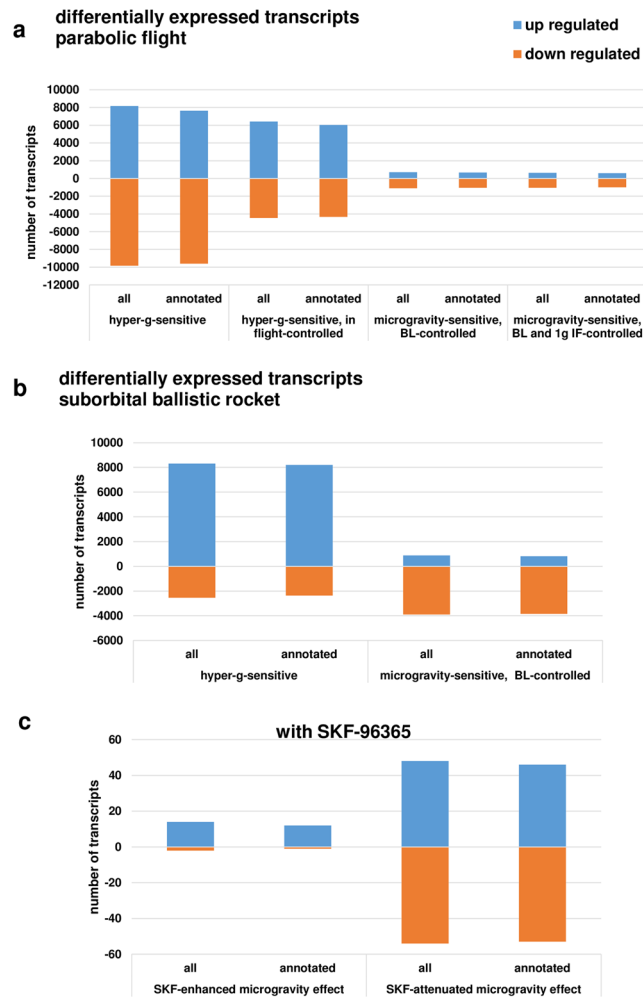 a
differentially expressed transcripts
parabolic flight
up regulated
down regulated
number of transcripts
10000
8000
6000
4000
2000
0
-2000
-4000
-6000
-8000
-10000
-12000
all annotated all annotated all annotated all annotated
hyper-g-sensitive
hyper-g-sensitive, in
flight-controlled
microgravity-sensitive,
BL-controlled
microgravity-sensitive,
BL and 1g IF-controlled
b
differentially expressed transcripts
suborbital ballistic rocket
number of transcripts
10000
8000
6000
4000
2000
0
-2000
-4000
-6000
all annotated all annotated
hyper-g-sensitive
microgravity-sensitive, BL-controlled
c
with SKF-96365
number of transcripts
60
40
20
0
-20
-40
-60
all annotated all annotated
SKF-enhanced microgravity effect
SKF-attenuated microgravity effect